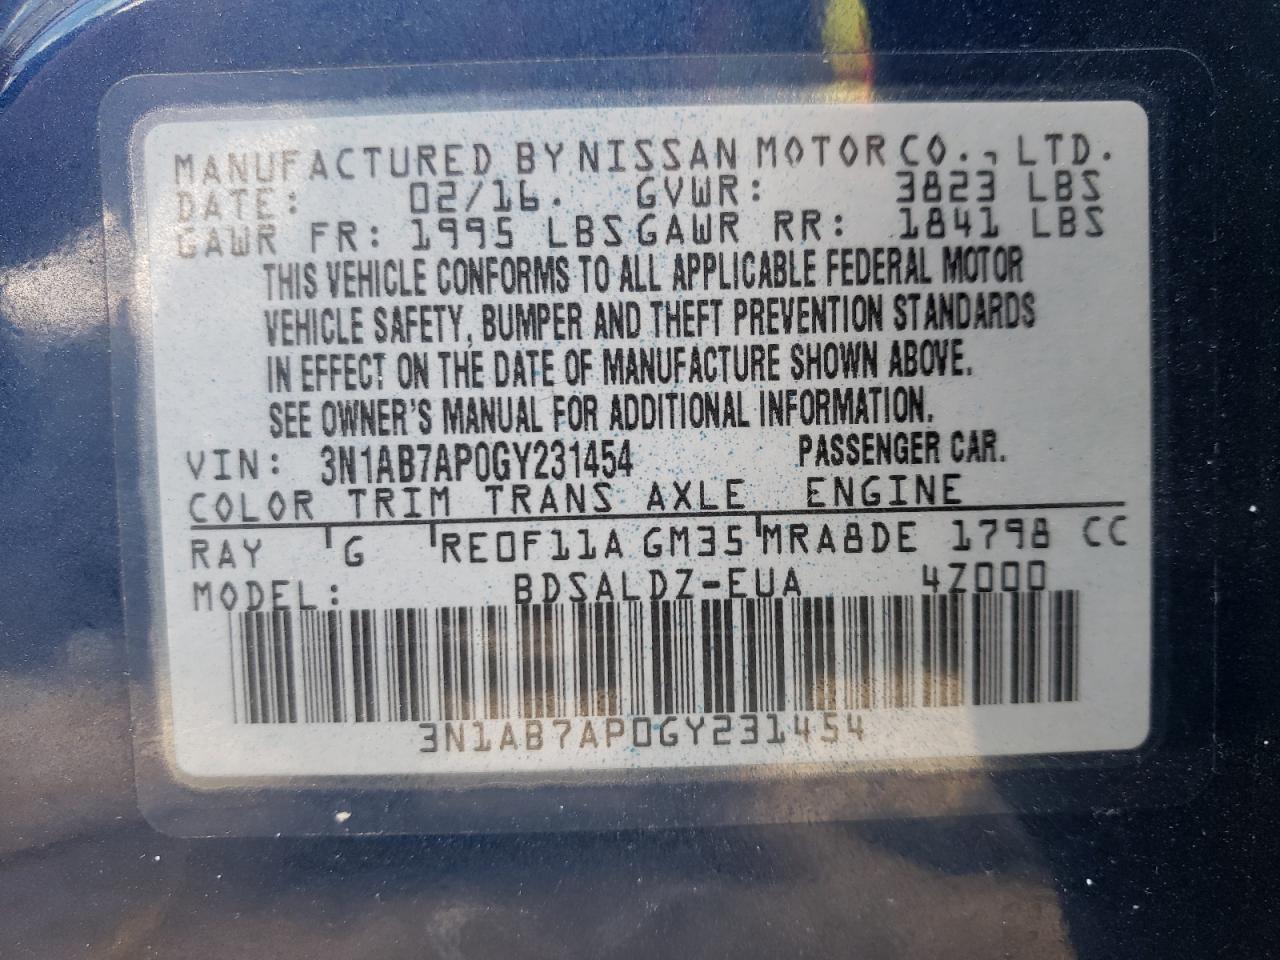 MANUFACTURED BY NISSAN MOTOR CO., LTD.
DATE: 02/16. GVWR: 3823 LBS
GAWR FR: 1995 LBS GAWR RR: 1841 LBS
THIS VEHICLE CONFORMS TO ALL APPLICABLE FEDERAL MOTOR
VEHICLE SAFETY, BUMPER AND THEFT PREVENTION STANDARDS
IN EFFECT ON THE DATE OF MANUFACTURE SHOWN ABOVE.
SEE OWNER'S MANUAL FOR ADDITIONAL INFORMATION.
VIN: 3N1AB7AP0GY231454 PASSENGER CAR.
COLOR TRIM TRANS AXLE ENGINE
RAY G RE0F11A GM35 MRA8DE 1798 CC
MODEL: BDSALDZ-EUA 4Z000
3N1AB7AP0GY231454